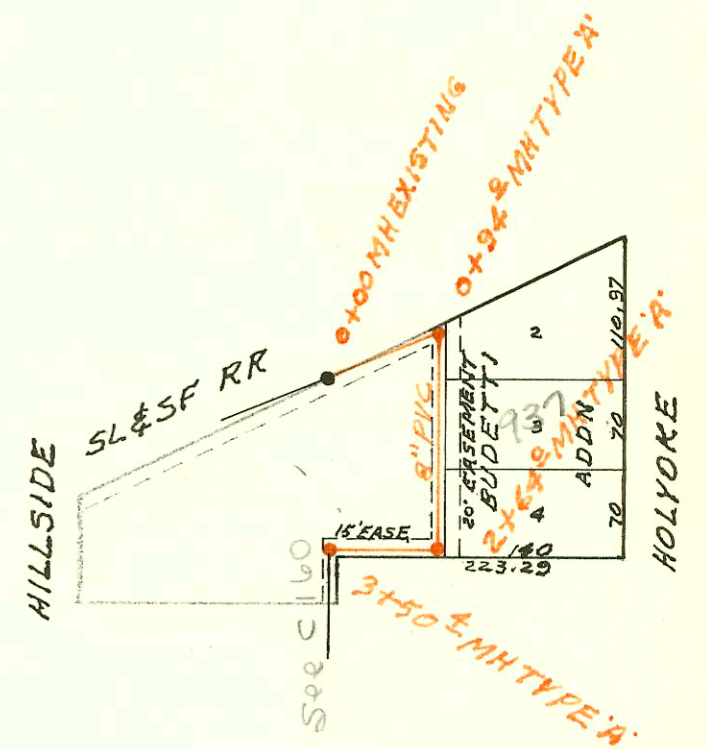 0+00 MH EXISTING
0+94 ± MH TYPE 'A'
SL & SF RR
HILLSIDE
8" PVC
20' EASEMENT
BUDETTI
937
ADDN
2
110.97
3
70
4
70
2+67 ± MH TYPE 'A'
HOLYOKE
15' EASE
140
223.29
3+50 ± MH TYPE 'A'
See C 160